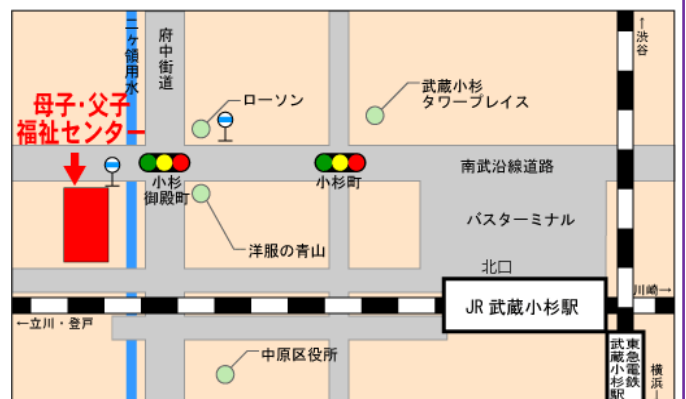 二ヶ領用水
府中街道
↑渋谷
母子・父子
福祉センター
ローソン
武蔵小杉
タワープレイス
小杉
御殿町
小杉町
南武沿線道路
バスターミナル
洋服の青山
北口
JR 武蔵小杉駅
川崎→
←立川・登戸
中原区役所
東急電鉄
武蔵小杉駅
横浜